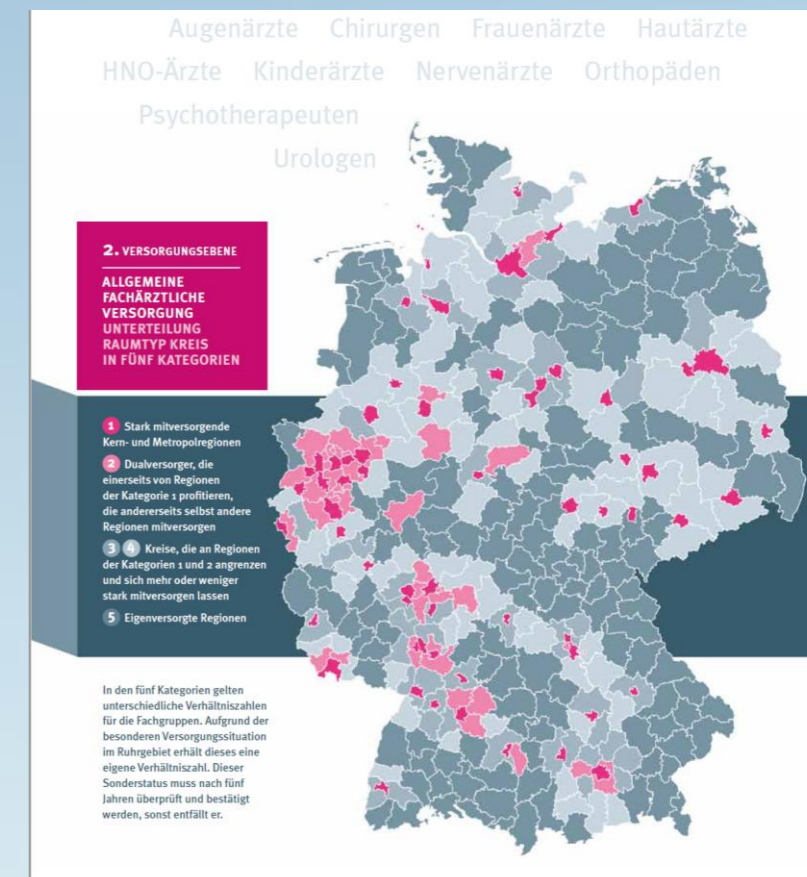 Augenärzte Chirurgen Frauenärzte Hautärzte
HNO-Ärzte Kinderärzte Nervenärzte Orthopäden
Psychotherapeuten
Urologen
2. VERSORGUNGSEBENE
ALLGEMEINE
FACHÄRZTLICHE
VERSORGUNG
UNTERTEILUNG
RAUMTYP KREIS
IN FÜNF KATEGORIEN
1 Stark mitversorgende
Kern- und Metropolregionen
2 Dualversorger, die
einerseits von Regionen
der Kategorie 1 profitieren,
die andererseits selbst andere
Regionen mitversorgen
3 4 Kreise, die an Regionen
der Kategorien 1 und 2 angrenzen
und sich mehr oder weniger
stark mitversorgen lassen
5 Eigenversorgte Regionen
In den fünf Kategorien gelten
unterschiedliche Verhältniszahlen
für die Fachgruppen. Aufgrund der
besonderen Versorgungssituation
im Ruhrgebiet erhält dieses eine
eigene Verhältniszahl. Dieser
Sonderstatus muss nach fünf
Jahren überprüft und bestätigt
werden, sonst entfällt er.